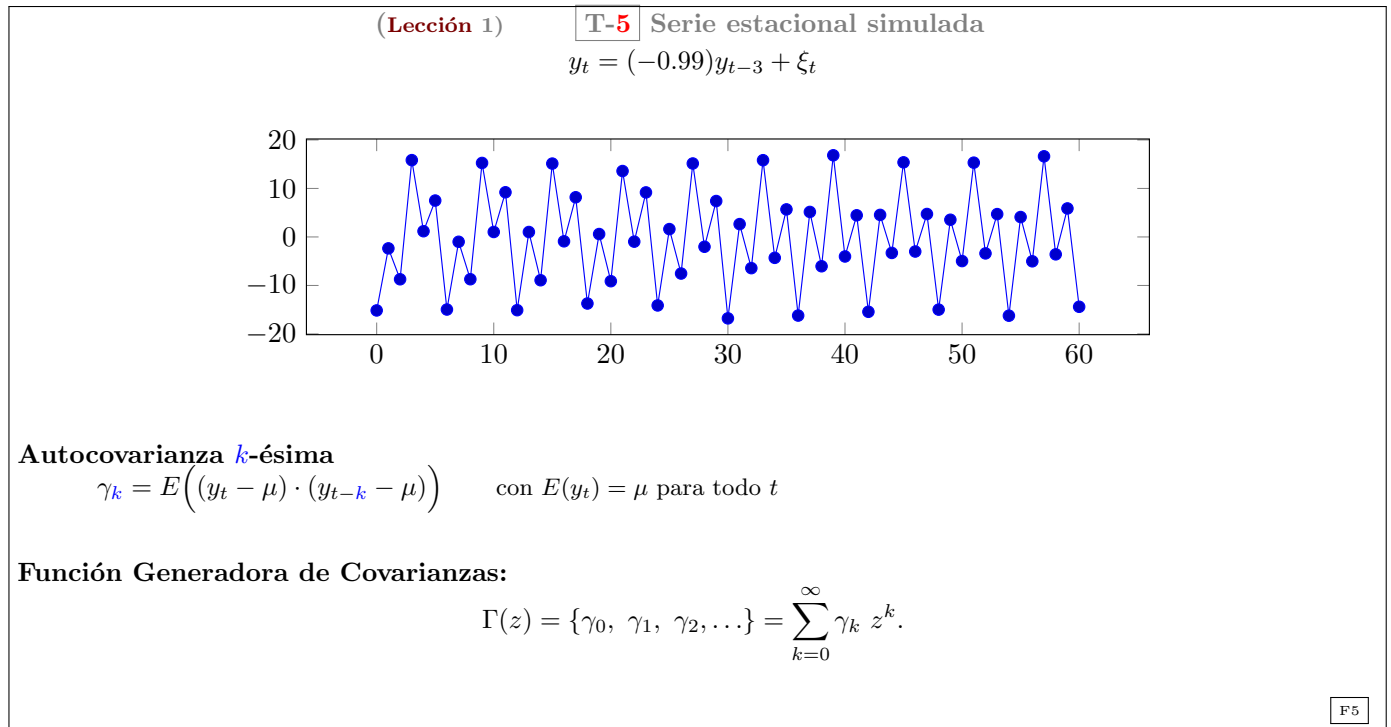 (Lección 1) T-5 Serie estacional simulada
y_t = (−0.99)y_{t−3} + ξ_t
20
10
0
−10
−20
0 10 20 30 40 50 60
Autocovarianza k-ésima
γ_k = E((y_t − μ) · (y_{t−k} − μ)) con E(y_t) = μ para todo t
Función Generadora de Covarianzas:
Γ(z) = {γ_0, γ_1, γ_2, . . .} = ∑_{k=0}^{∞} γ_k z^k.
F5